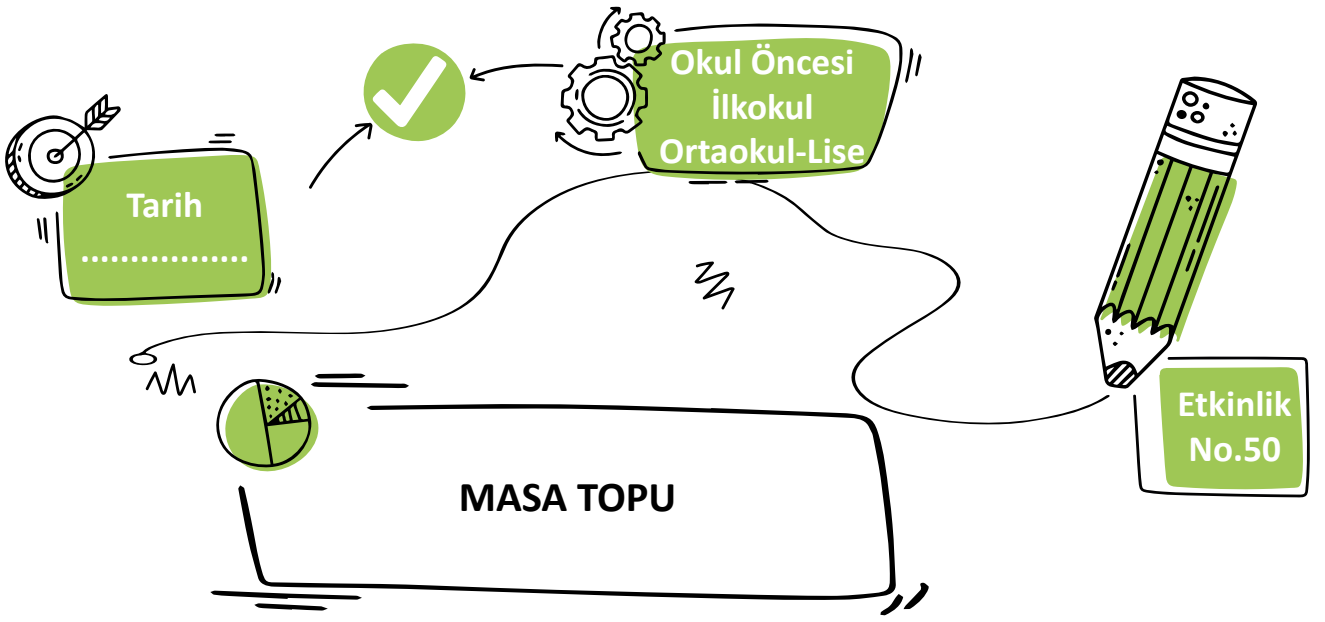 Okul Öncesi
İlkokul
Ortaokul-Lise
Tarih
.................
Etkinlik
No.50
MASA TOPU